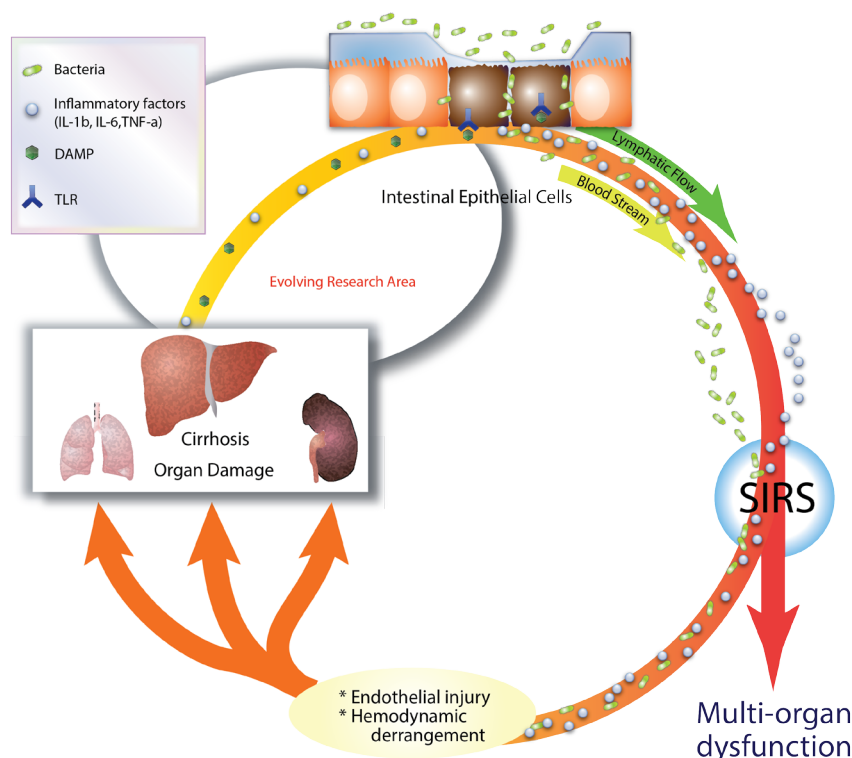 Bacteria
Inflammatory factors
(IL-1b, IL-6,TNF-a)
DAMP
TLR
Lymphatic Flow
Blood Stream
Intestinal Epithelial Cells
Evolving Research Area
Cirrhosis
Organ Damage
SIRS
* Endothelial injury
* Hemodynamic
derrangement
Multi-organ
dysfunction